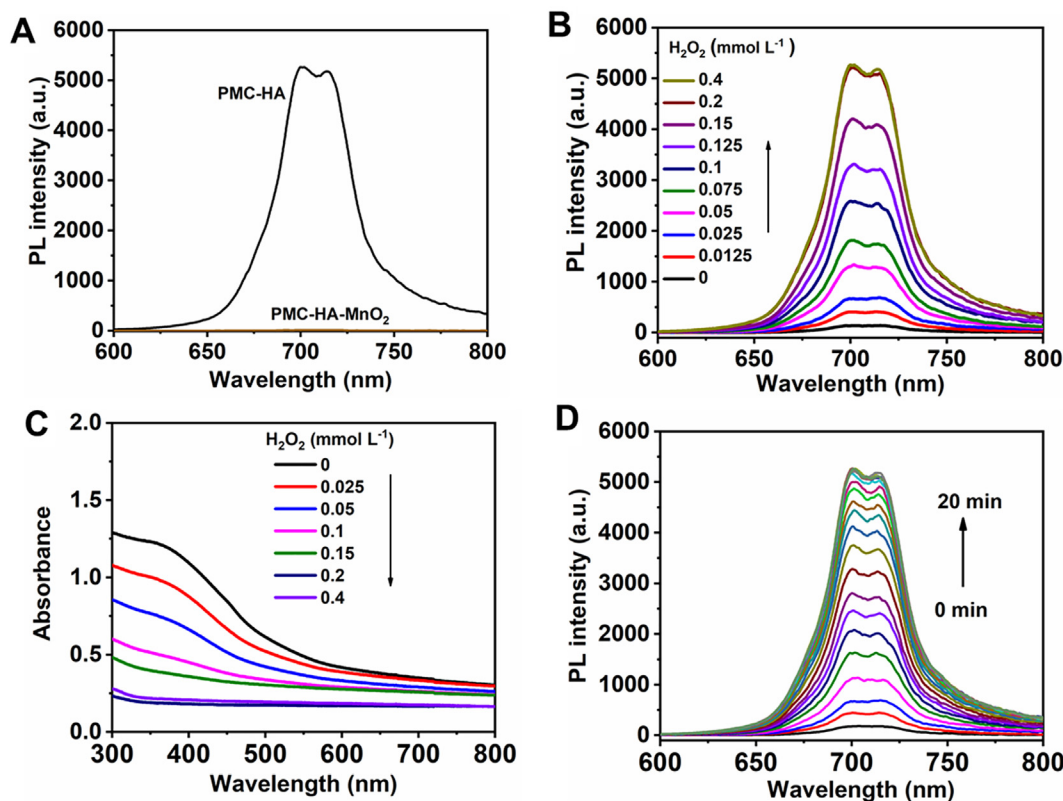 A
6000
5000
4000
3000
2000
1000
0
PL intensity (a.u.)
PMC-HA
PMC-HA-MnO₂
600 650 700 750 800
Wavelength (nm)
B
6000
5000
4000
3000
2000
1000
0
PL intensity (a.u.)
H₂O₂ (mmol L⁻¹)
0.4
0.2
0.15
0.125
0.1
0.075
0.05
0.025
0.0125
0
600 650 700 750 800
Wavelength (nm)
C
2.0
1.5
1.0
0.5
0.0
Absorbance
H₂O₂ (mmol L⁻¹)
0
0.025
0.05
0.1
0.15
0.2
0.4
300 400 500 600 700 800
Wavelength (nm)
D
6000
5000
4000
3000
2000
1000
0
PL intensity (a.u.)
20 min
0 min
600 650 700 750 800
Wavelength (nm)